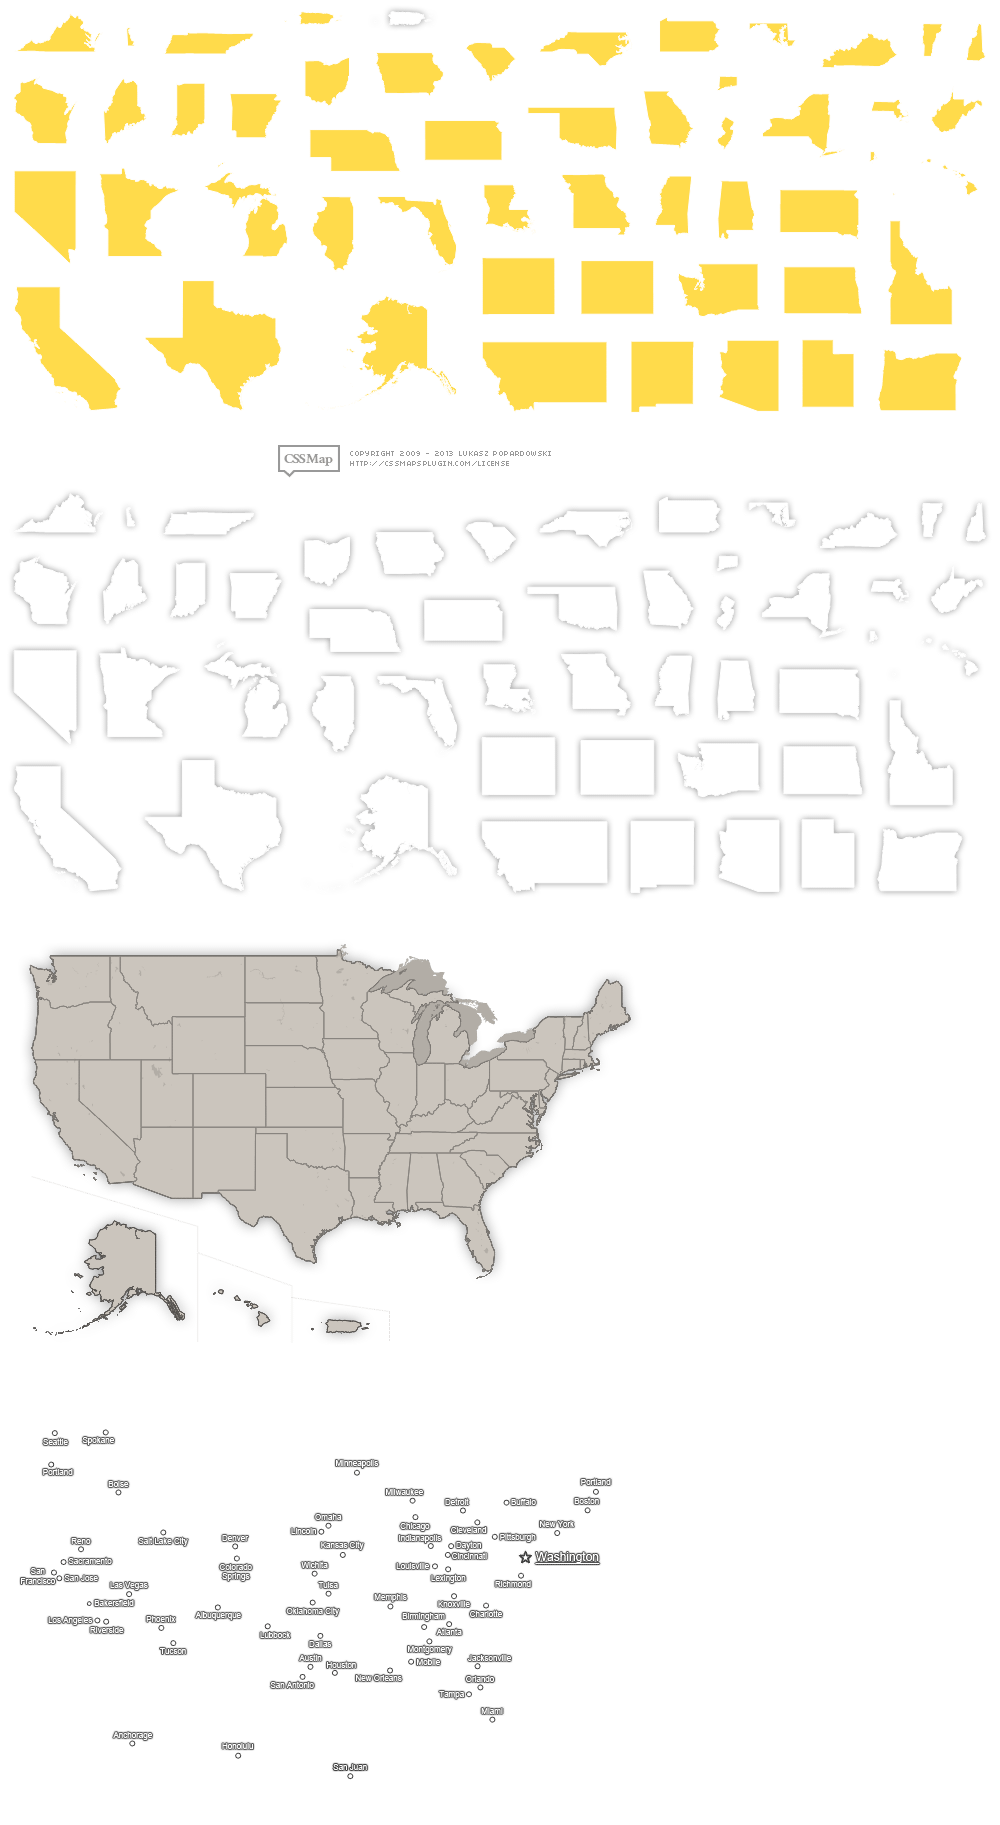 CSSMap
COPYRIGHT 2009 - 2013 LUKASZ POPARDOWSKI
HTTP://CSSMAPSPLUGIN.COM/LICENSE
Seattle
Spokane
Portland
Boise
Minneapolis
Milwaukee
Detroit
Buffalo
Portland
Boston
New York
Omaha
Lincoln
Chicago
Cleveland
Indianapolis
Pittsburgh
Reno
Salt Lake City
Denver
Kansas City
Dayton
Cincinnati
Washington
Sacramento
Colorado
Springs
Wichita
Louisville
Lexington
San
Francisco
San Jose
Las Vegas
Tulsa
Richmond
Bakersfield
Memphis
Knoxville
Los Angeles
Riverside
Phoenix
Albuquerque
Oklahoma City
Birmingham
Charlotte
Atlanta
Tucson
Lubbock
Dallas
Montgomery
Austin
Houston
Mobile
Jacksonville
San Antonio
New Orleans
Orlando
Tampa
Miami
Anchorage
Honolulu
San Juan